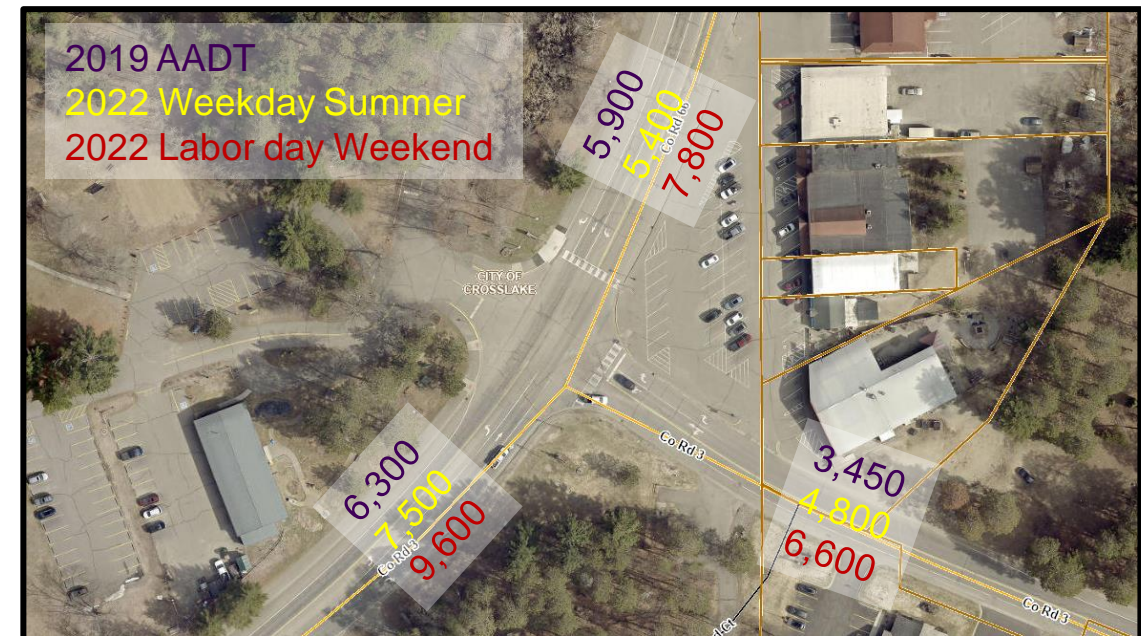 2019 AADT
2022 Weekday Summer
2022 Labor day Weekend
5,900
5,400
Co Rd 66
7,800
CITY OF
CROSSLAKE
Co Rd 3
6,300
7,500
Co Rd 3
9,600
3,450
4,800
6,600
Co Rd 3